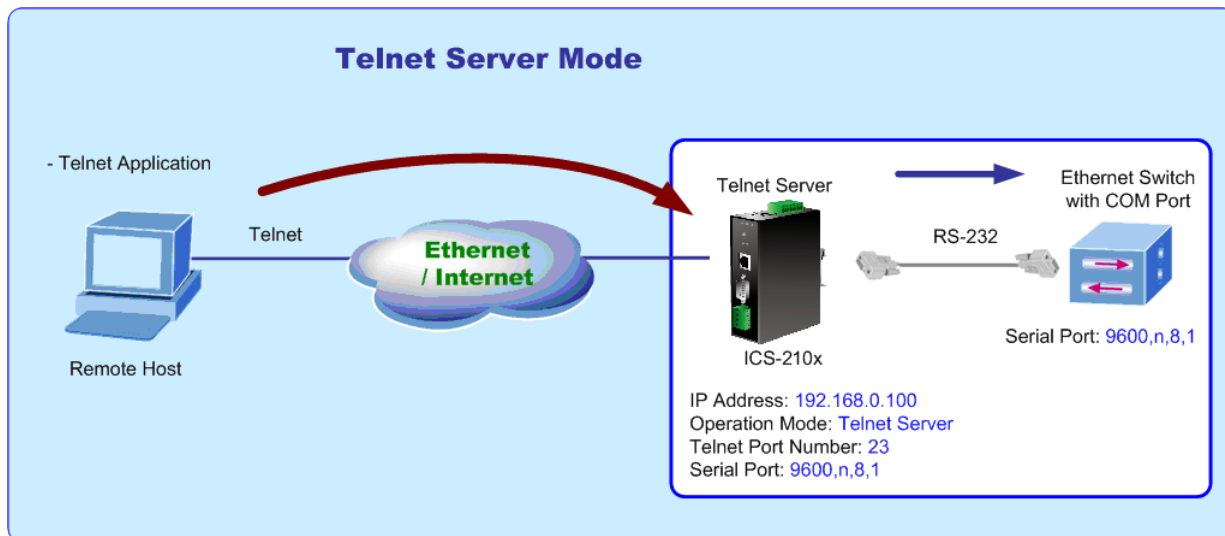 Telnet Server Mode
- Telnet Application
Telnet
Ethernet
/ Internet
Remote Host
Telnet Server
ICS-210x
RS-232
Ethernet Switch
with COM Port
Serial Port: 9600,n,8,1
IP Address: 192.168.0.100
Operation Mode: Telnet Server
Telnet Port Number: 23
Serial Port: 9600,n,8,1